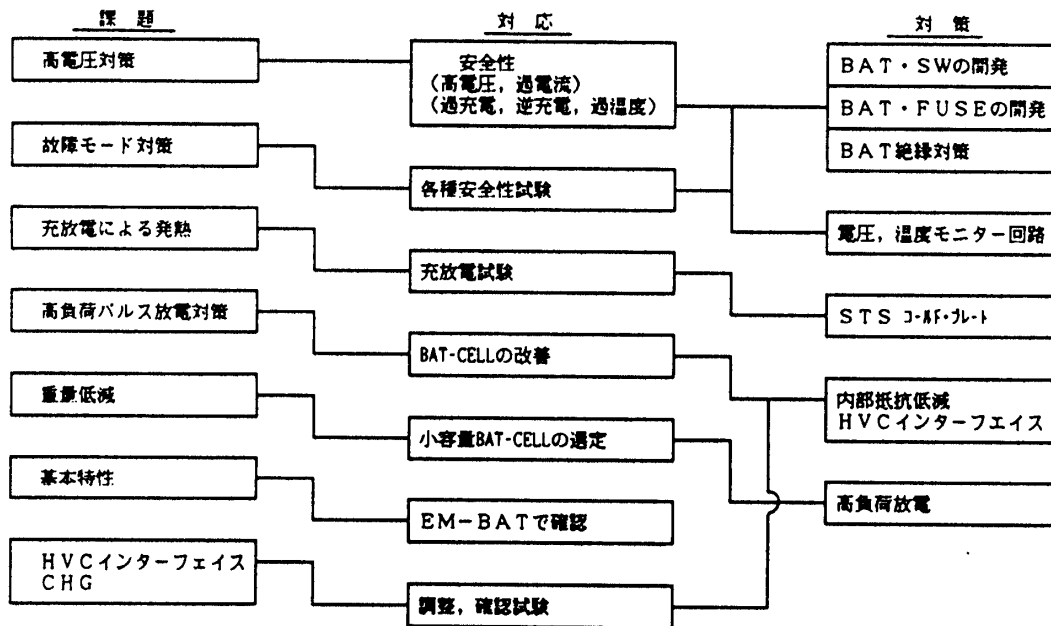 課題
対応
対策
高電圧対策
故障モード対策
充放電による発熱
高負荷パルス放電対策
重量低減
基本特性
HVCインターフェイス
CHG
安全性
(高電圧，過電流)
(過充電，逆充電，過温度)
各種安全性試験
充放電試験
BAT-CELLの改善
小容量BAT-CELLの選定
EM-BATで確認
調整，確認試験
BAT・SWの開発
BAT・FUSEの開発
BAT絶縁対策
電圧，温度モニター回路
STS コールド・プレート
内部抵抗低減
HVCインターフェイス
高負荷放電